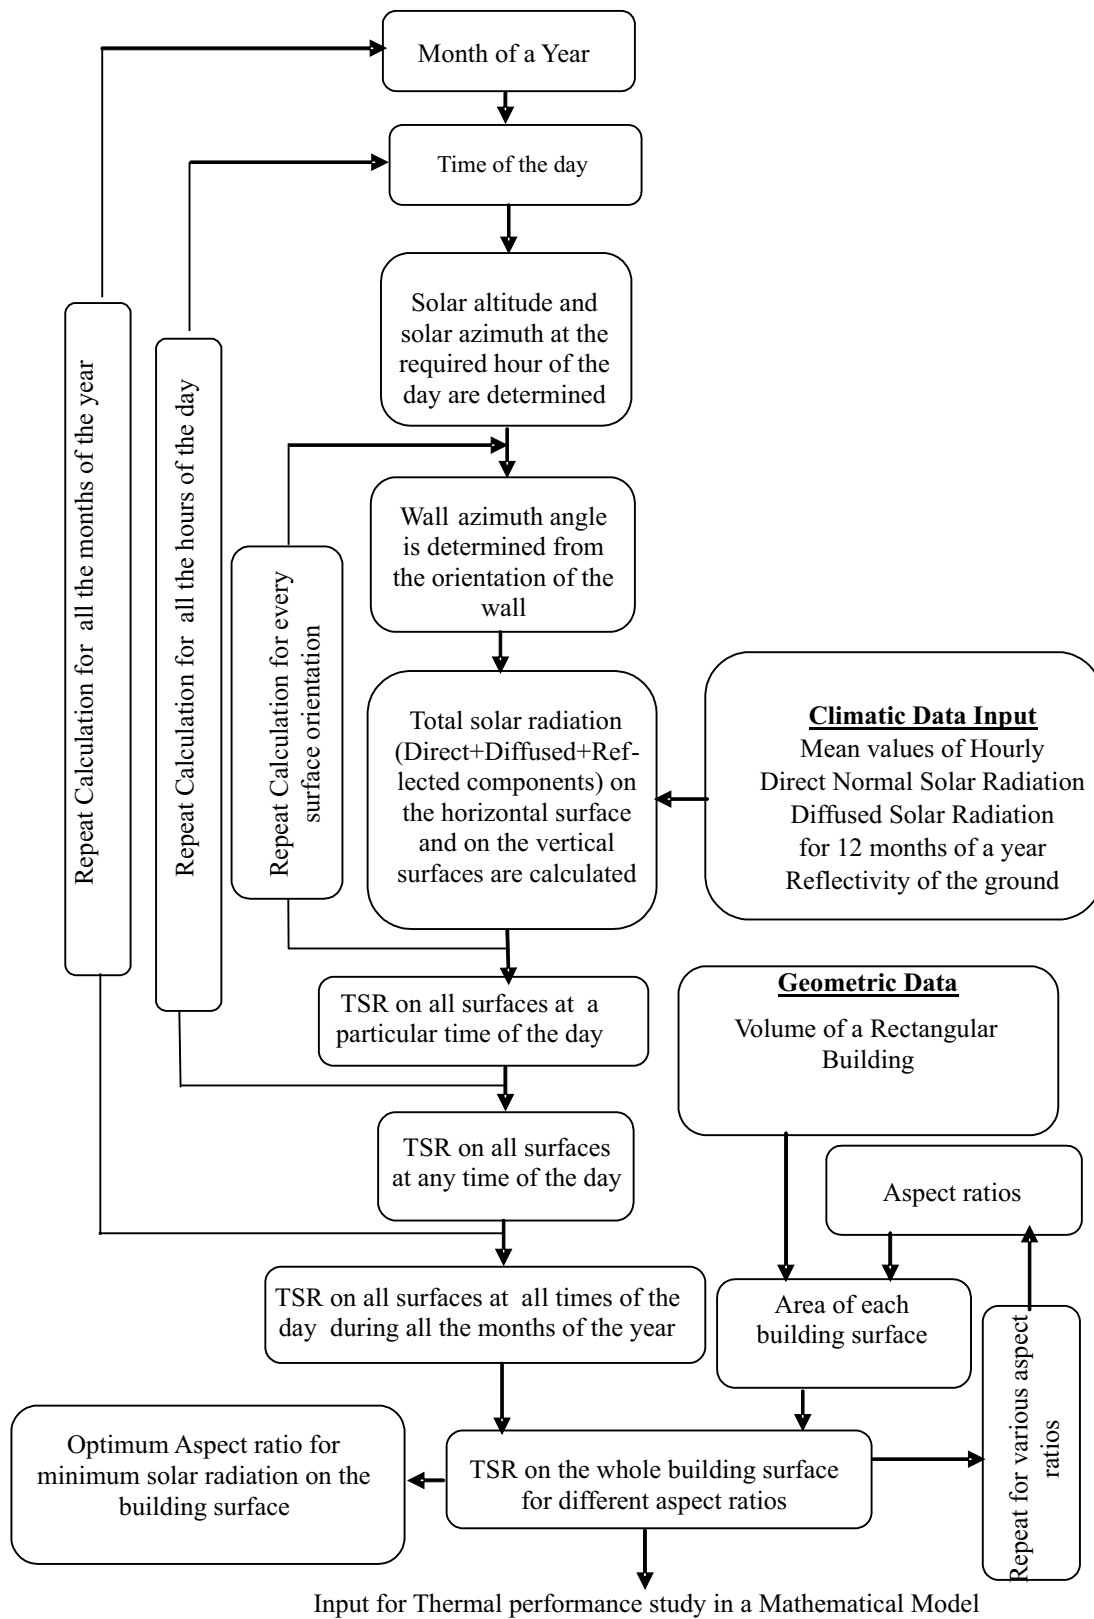 Month of a Year
Time of the day
Solar altitude and
solar azimuth at the
required hour of the
day are determined
Repeat Calculation for  all the months of the year
Repeat Calculation for  all the hours of the day
Repeat Calculation for every
surface orientation
Wall azimuth angle
is determined from
the orientation of the
wall
Total solar radiation
(Direct+Diffused+Ref-
lected components) on
the horizontal surface
and on the vertical
surfaces are calculated
Climatic Data Input
Mean values of Hourly
Direct Normal Solar Radiation
Diffused Solar Radiation
for 12 months of a year
Reflectivity of the ground
TSR on all surfaces at  a
particular time of the day
Geometric Data
Volume of a Rectangular
Building
TSR on all surfaces
at any time of the day
Aspect ratios
TSR on all surfaces at  all times of the
day  during all the months of the year
Area of each
building surface
Repeat for various aspect
ratios
Optimum Aspect ratio for
minimum solar radiation on the
building surface
TSR on the whole building surface
for different aspect ratios
Input for Thermal performance study in a Mathematical Model